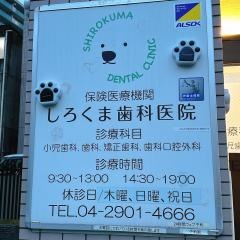 SHIROKUMA
DENTAL CLINIC
ALSOK
保険医療機関
しろくま歯科医院
診療科目
小児歯科、歯科、矯正歯科、歯科口腔外科
診療時間
9:30-13:00 14:30~19:00
休診日/木曜、日曜、祝日
TEL.04-2901-4666